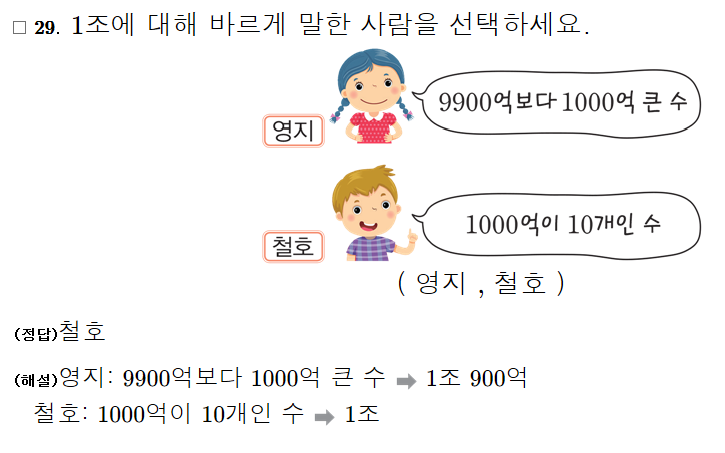 □ 29. 1조에 대해 바르게 말한 사람을 선택하세요.
9900억보다 1000억 큰 수
영지
1000억이 10개인 수
철호
( 영지 , 철호 )
(정답)철호
(해설)영지: 9900억보다 1000억 큰 수 ➡ 1조 900억
철호: 1000억이 10개인 수 ➡ 1조